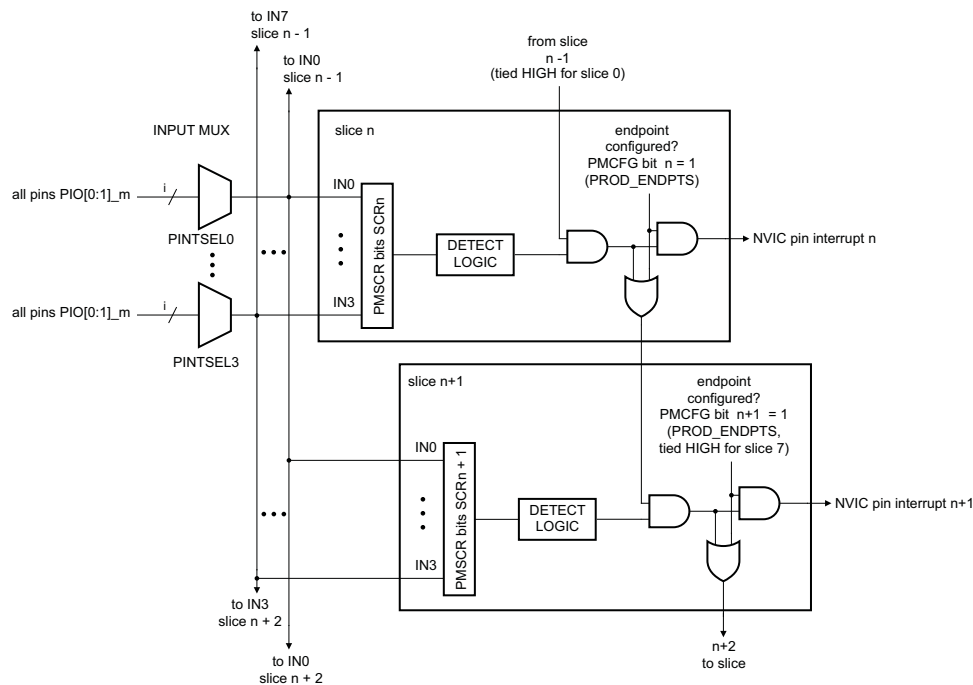 to IN7
slice n - 1
to IN0
slice n - 1
from slice
n -1
(tied HIGH for slice 0)
INPUT MUX
slice n
endpoint
configured?
PMCFG bit n = 1
(PROD_ENDPTS)
all pins PIO[0:1]_m
i
IN0
PINTSEL0
PMSCR bits SCRn
DETECT
LOGIC
NVIC pin interrupt n
all pins PIO[0:1]_m
i
IN3
PINTSEL3
slice n+1
endpoint
configured?
PMCFG bit n+1 = 1
(PROD_ENDPTS,
tied HIGH for slice 7)
IN0
PMSCR bits SCRn + 1
DETECT
LOGIC
NVIC pin interrupt n+1
IN3
to IN3
slice n + 2
to IN0
slice n + 2
n+2
to slice